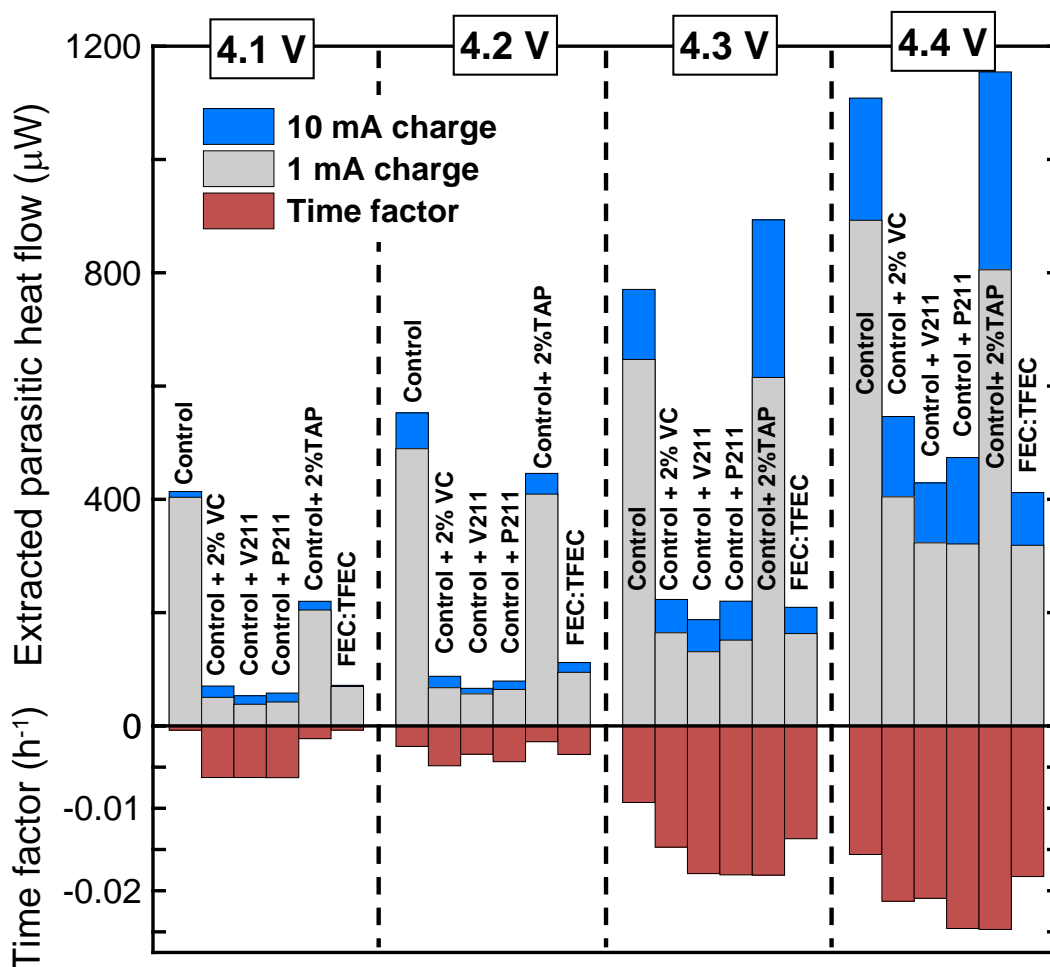 4.1 V
4.2 V
4.3 V
4.4 V
1200
800
400
0
-0.01
-0.02
Extracted parasitic heat flow (μW)
Time factor (h⁻¹)
10 mA charge
1 mA charge
Time factor
Control
Control + 2% VC
Control + V211
Control + P211
Control+ 2%TAP
FEC:TFEC
Control
Control + 2% VC
Control + V211
Control + P211
Control+ 2%TAP
FEC:TFEC
Control
Control + 2% VC
Control + V211
Control + P211
Control+ 2%TAP
FEC:TFEC
Control
Control + 2% VC
Control + V211
Control + P211
Control+ 2%TAP
FEC:TFEC